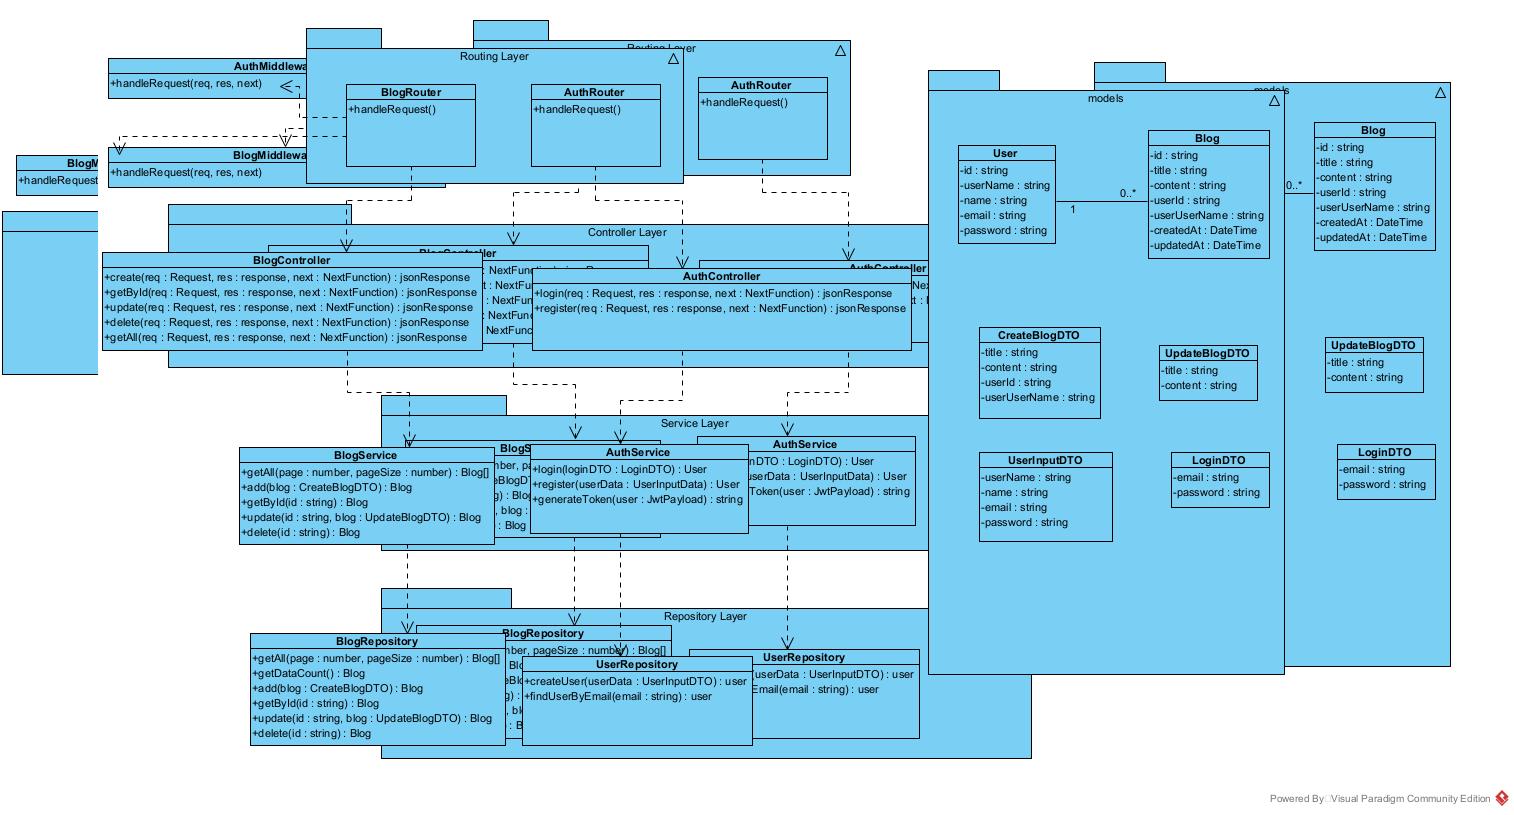 Routing Layer
Routing Layer
AuthMiddlewa
+handleRequest(req, res, next)
BlogRouter
+handleRequest()
AuthRouter
+handleRequest()
AuthRouter
+handleRequest()
BlogM
+handleRequest
BlogMiddlewa
+handleRequest(req, res, next)
Controller Layer
BlogController
BlogController
+create(req : Request, res : response, next : NextFunction) : jsonResponse
+getById(req : Request, res : response, next : NextFunction) : jsonResponse
+update(req : Request, res : response, next : NextFunction) : jsonResponse
+delete(req : Request, res : response, next : NextFunction) : jsonResponse
+getAll(req : Request, res : response, next : NextFunction) : jsonResponse
AuthController
AuthController
+login(req : Request, res : response, next : NextFunction) : jsonResponse
+register(req : Request, res : response, next : NextFunction) : jsonResponse
Service Layer
BlogService
+getAll(page : number, pageSize : number) : Blog[]
+add(blog : CreateBlogDTO) : Blog
+getById(id : string) : Blog
+update(id : string, blog : UpdateBlogDTO) : Blog
+delete(id : string) : Blog
BlogS
AuthService
+login(loginDTO : LoginDTO) : User
+register(userData : UserInputData) : User
+generateToken(user : JwtPayload) : string
AuthService
nDTO : LoginDTO) : User
userData : UserInputData) : User
Token(user : JwtPayload) : string
Repository Layer
BlogRepository
+getAll(page : number, pageSize : number) : Blog[]
+getDataCount() : Blog
+add(blog : CreateBlogDTO) : Blog
+getById(id : string) : Blog
+update(id : string, blog : UpdateBlogDTO) : Blog
+delete(id : string) : Blog
BlogRepository
mber, pageSize : number) : Blog[]
UserRepository
+createUser(userData : UserInputDTO) : user
+findUserByEmail(email : string) : user
UserRepository
(userData : UserInputDTO) : user
Email(email : string) : user
models
models
User
-id : string
-userName : string
-name : string
-email : string
-password : string
1
0..*
Blog
-id : string
-title : string
-content : string
-userId : string
-userUserName : string
-createdAt : DateTime
-updatedAt : DateTime
0..*
Blog
-id : string
-title : string
-content : string
-userId : string
-userUserName : string
-createdAt : DateTime
-updatedAt : DateTime
CreateBlogDTO
-title : string
-content : string
-userId : string
-userUserName : string
UpdateBlogDTO
-title : string
-content : string
UpdateBlogDTO
-title : string
-content : string
UserInputDTO
-userName : string
-name : string
-email : string
-password : string
LoginDTO
-email : string
-password : string
LoginDTO
-email : string
-password : string
Powered By Visual Paradigm Community Edition